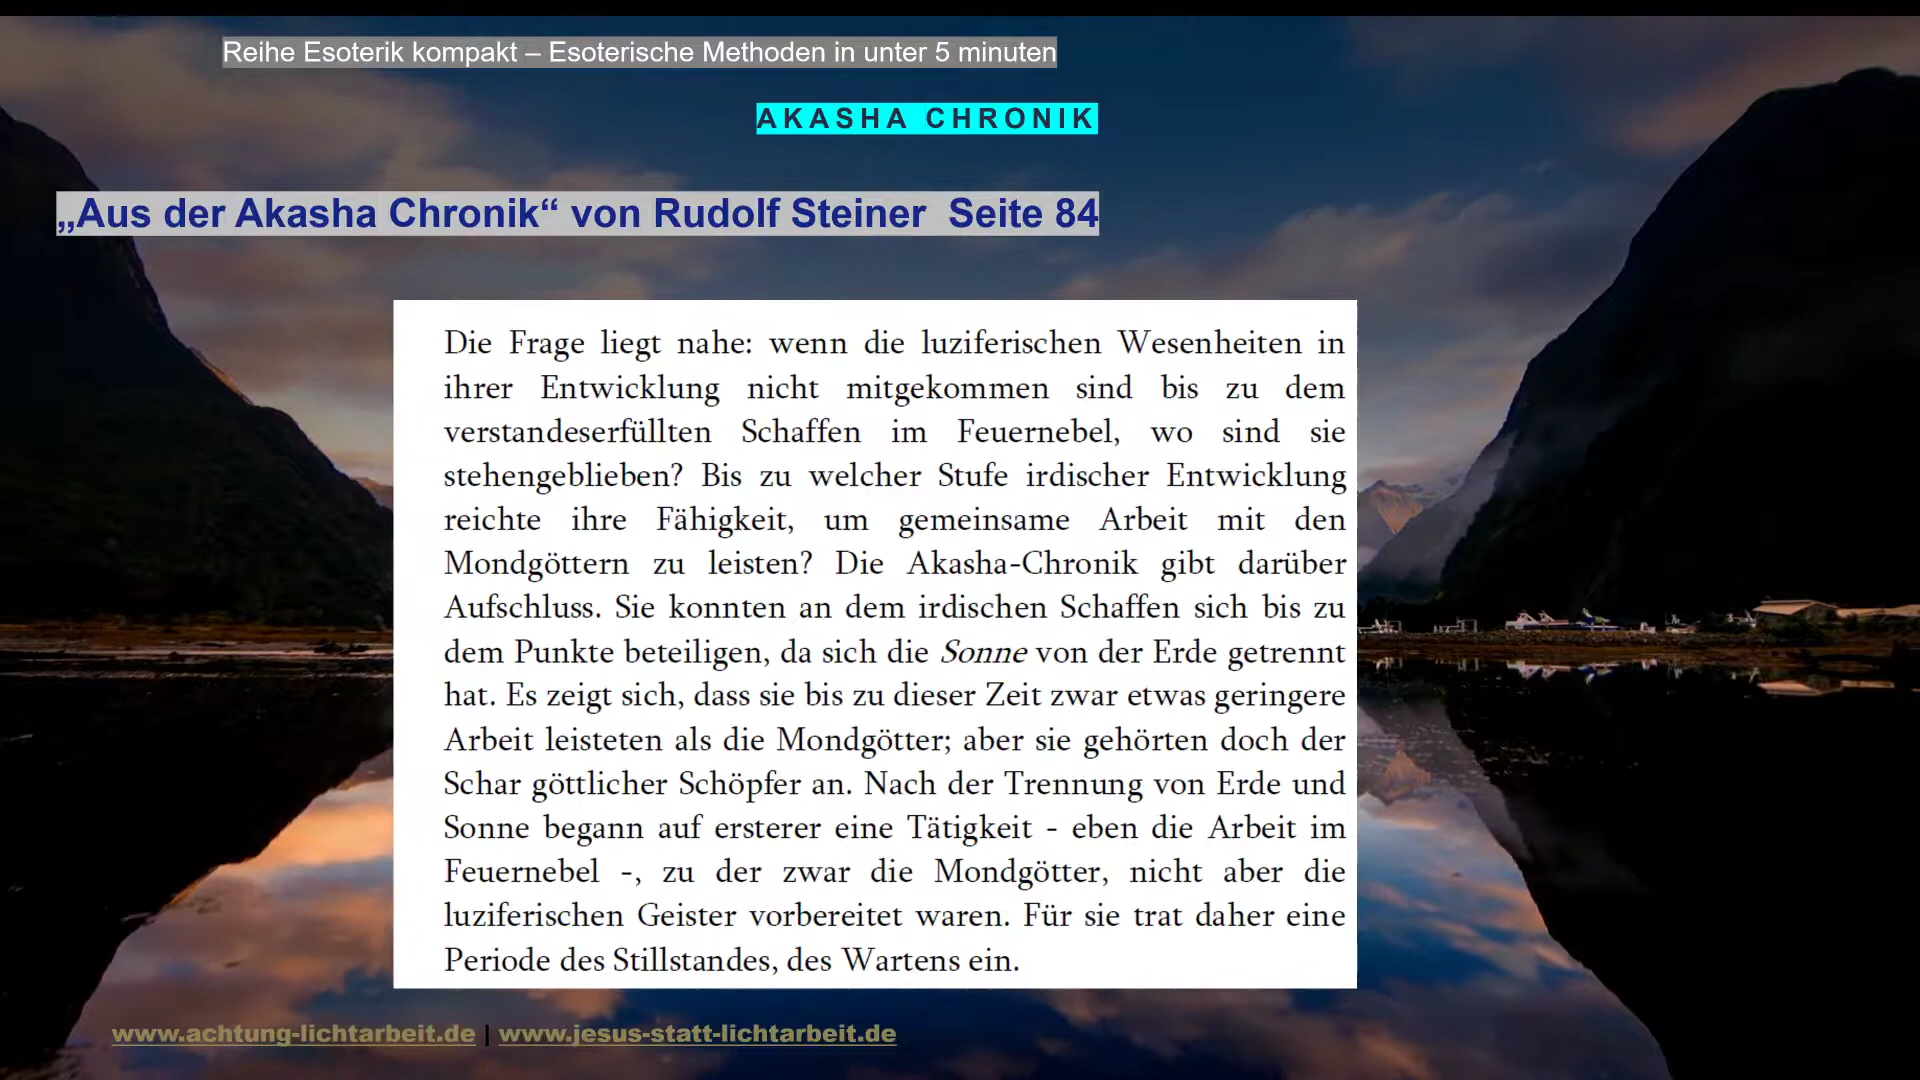 Reihe Esoterik kompakt – Esoterische Methoden in unter 5 minuten
AKASHA CHRONIK
„Aus der Akasha Chronik“ von Rudolf Steiner  Seite 84
Die Frage liegt nahe: wenn die luziferischen Wesenheiten in
ihrer Entwicklung nicht mitgekommen sind bis zu dem
verstandeserfüllten Schaffen im Feuernebel, wo sind sie
stehengeblieben? Bis zu welcher Stufe irdischer Entwicklung
reichte ihre Fähigkeit, um gemeinsame Arbeit mit den
Mondgöttern zu leisten? Die Akasha-Chronik gibt darüber
Aufschluss. Sie konnten an dem irdischen Schaffen sich bis zu
dem Punkte beteiligen, da sich die Sonne von der Erde getrennt
hat. Es zeigt sich, dass sie bis zu dieser Zeit zwar etwas geringere
Arbeit leisteten als die Mondgötter; aber sie gehörten doch der
Schar göttlicher Schöpfer an. Nach der Trennung von Erde und
Sonne begann auf ersterer eine Tätigkeit - eben die Arbeit im
Feuernebel -, zu der zwar die Mondgötter, nicht aber die
luziferischen Geister vorbereitet waren. Für sie trat daher eine
Periode des Stillstandes, des Wartens ein.
www.achtung-lichtarbeit.de | www.jesus-statt-lichtarbeit.de